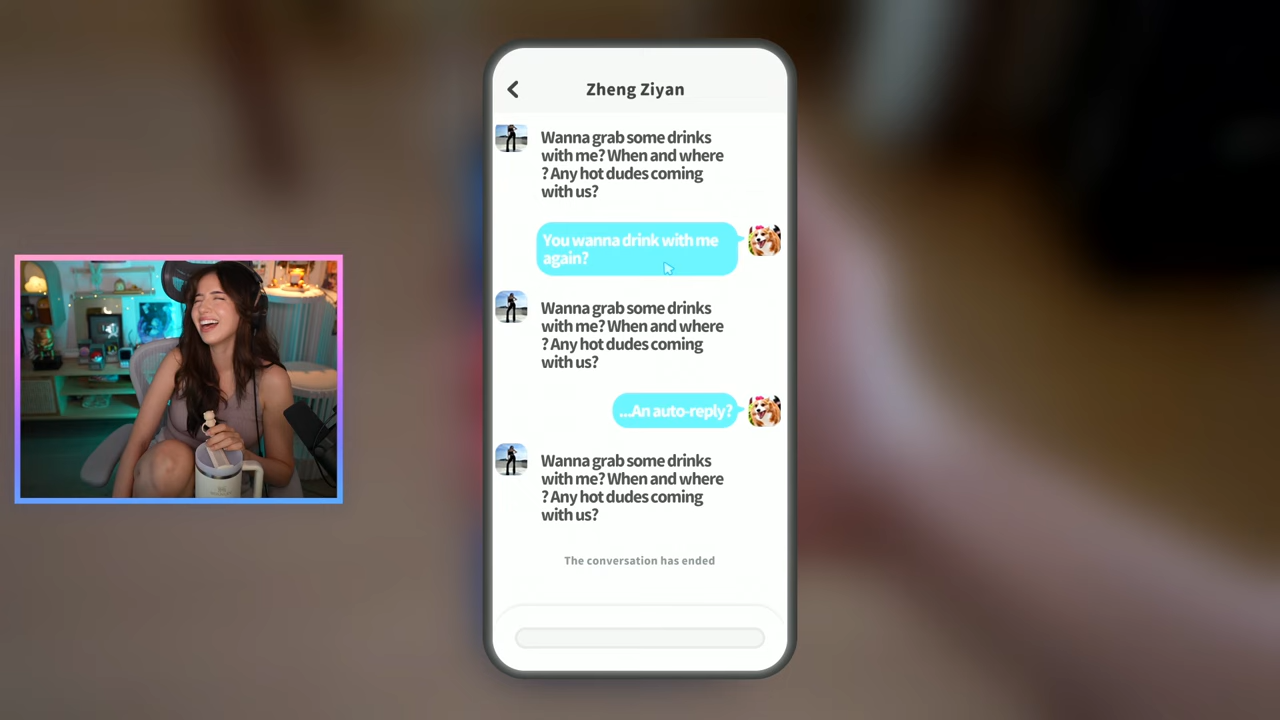 Zheng Ziyan
Wanna grab some drinks
with me? When and where
? Any hot dudes coming
with us?
You wanna drink with me
again?
Wanna grab some drinks
with me? When and where
? Any hot dudes coming
with us?
...An auto-reply?
Wanna grab some drinks
with me? When and where
? Any hot dudes coming
with us?
The conversation has ended